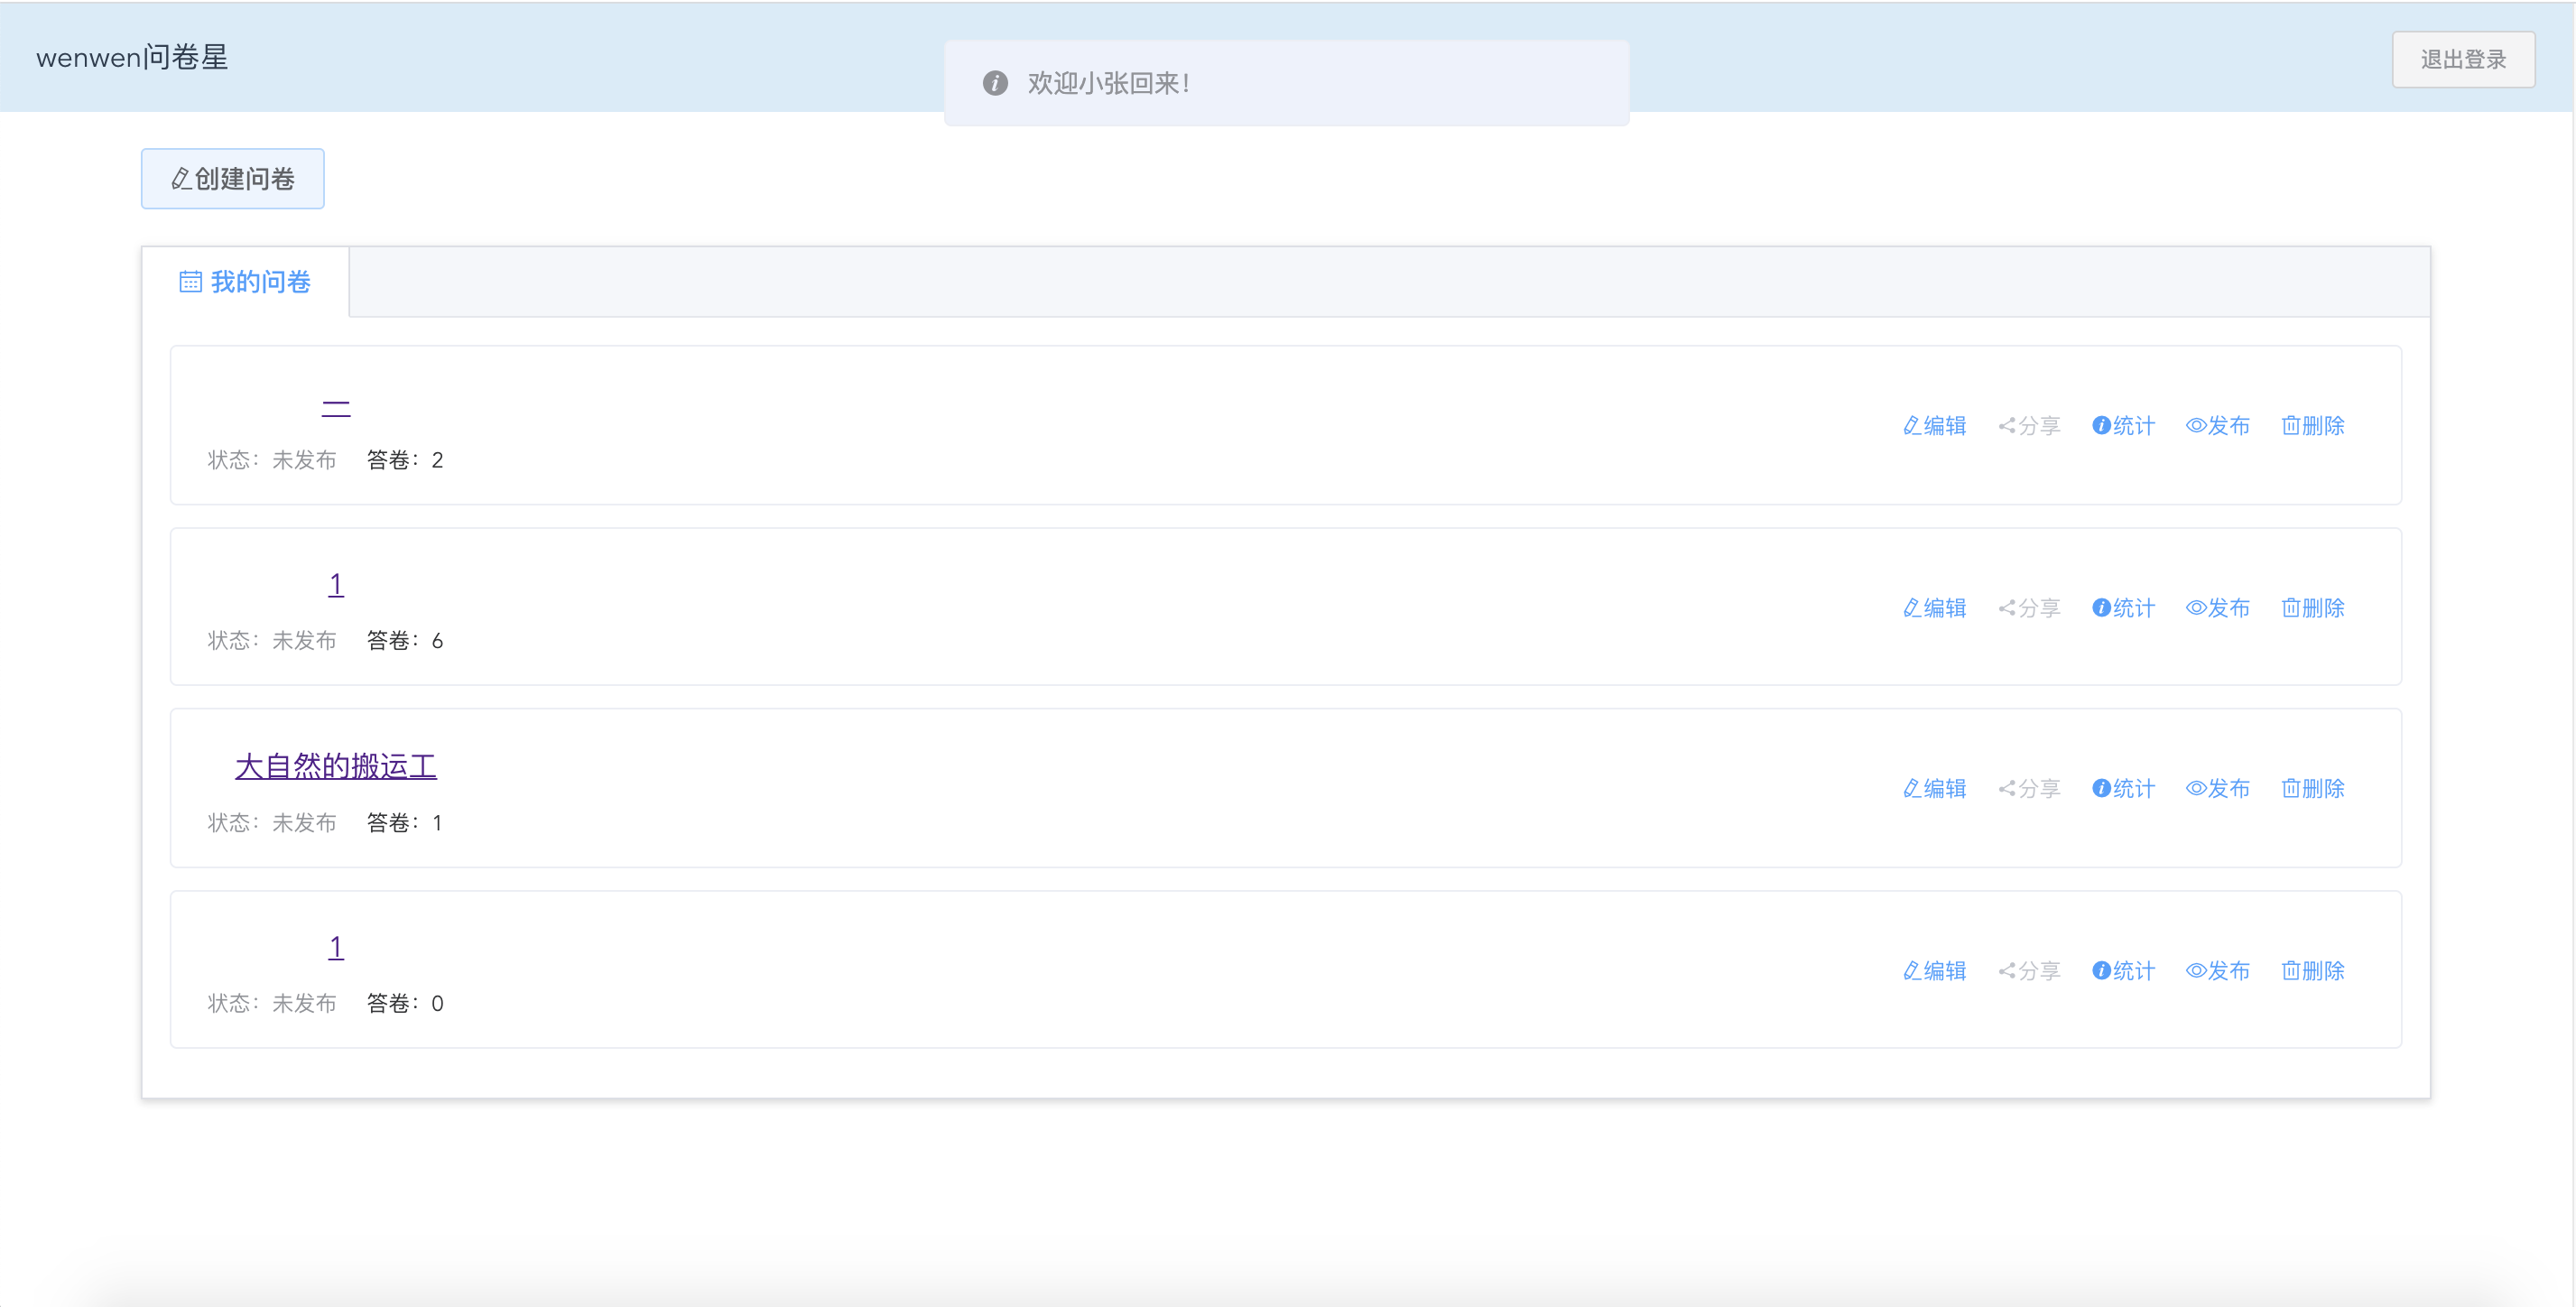 wenwen问卷星
欢迎小张回来!
退出登录
创建问卷
我的问卷
一
编辑 分享 统计 发布 删除
状态：未发布 答卷：2
1
编辑 分享 统计 发布 删除
状态：未发布 答卷：6
大自然的搬运工
编辑 分享 统计 发布 删除
状态：未发布 答卷：1
1
编辑 分享 统计 发布 删除
状态：未发布 答卷：0